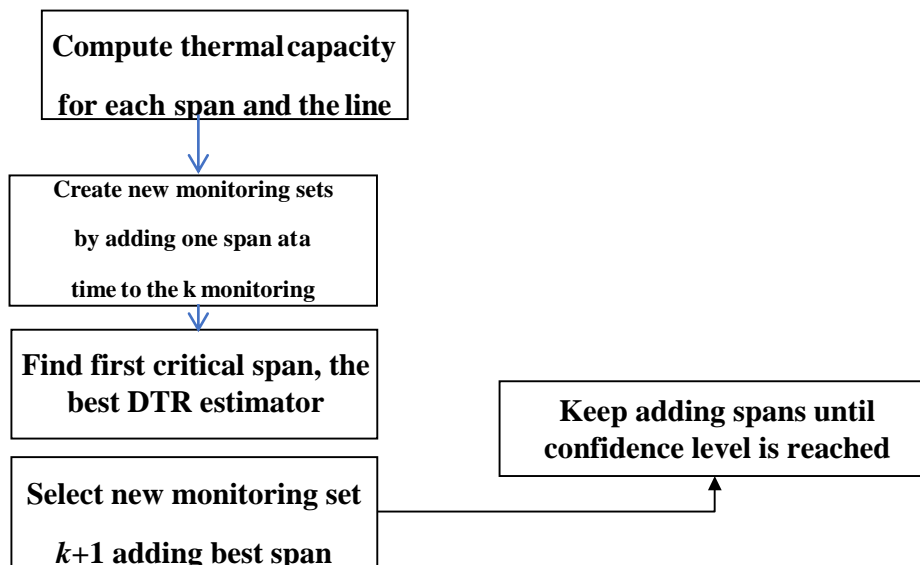 Compute thermal capacity
for each span and the line
Create new monitoring sets
by adding one span ata
time to the k monitoring
Find first critical span, the
best DTR estimator
Keep adding spans until
confidence level is reached
Select new monitoring set
k+1 adding best span